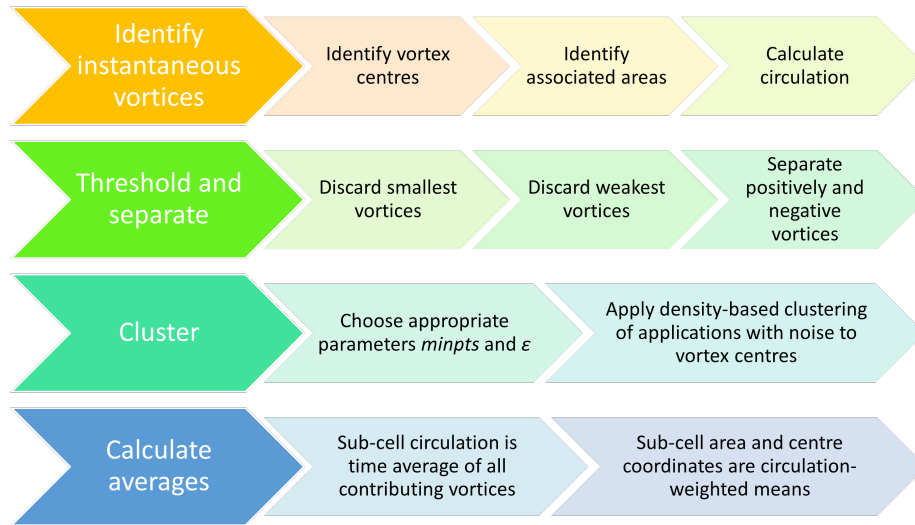 Identify
instantaneous
vortices
Identify vortex
centres
Identify
associated areas
Calculate
circulation
Threshold and
separate
Discard smallest
vortices
Discard weakest
vortices
Separate
positively and
negative
vortices
Cluster
Choose appropriate
parameters minpts and ε
Apply density-based clustering
of applications with noise to
vortex centres
Calculate
averages
Sub-cell circulation is
time average of all
contributing vortices
Sub-cell area and centre
coordinates are circulation-
weighted means